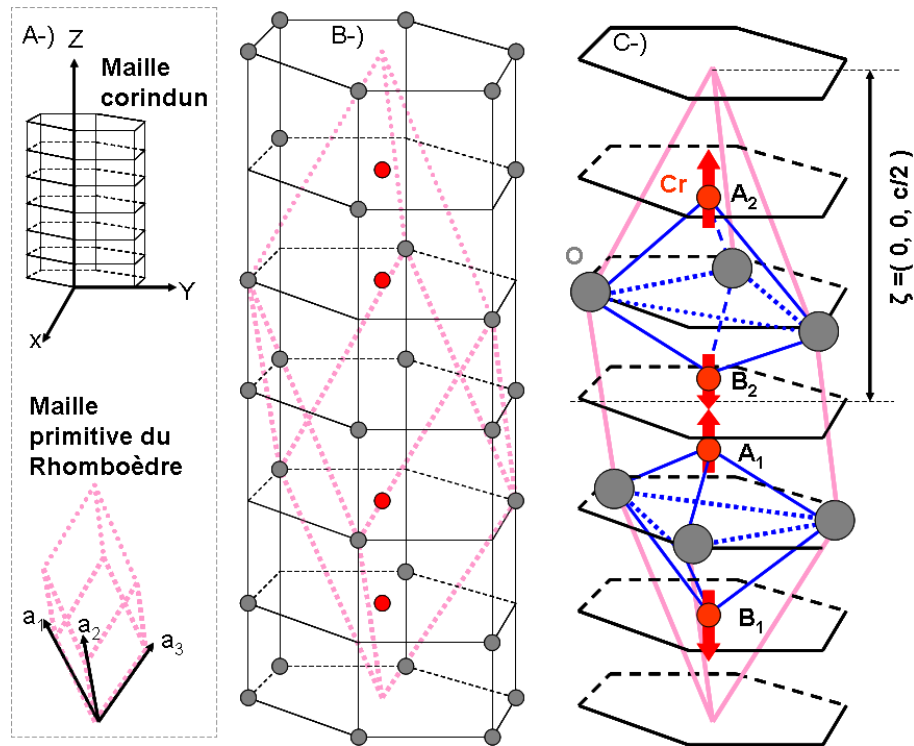 A-)
Z
Maille
corindun
Y
X
Maille
primitive du
Rhomboèdre
a1
a2
a3
B-)
C-)
Cr
A2
O
B2
A1
B1
ζ =( 0, 0, c/2 )